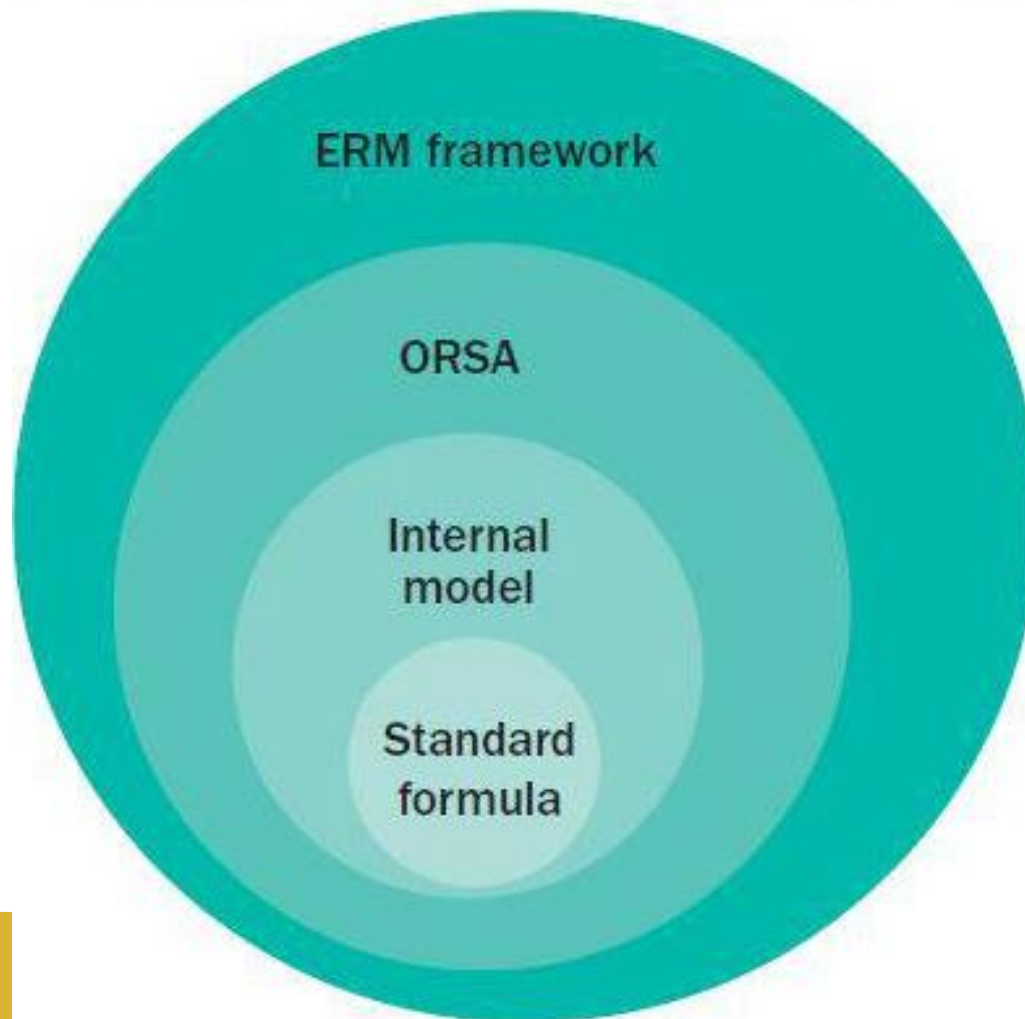 ERM framework
ORSA
Internal
model
Standard
formula